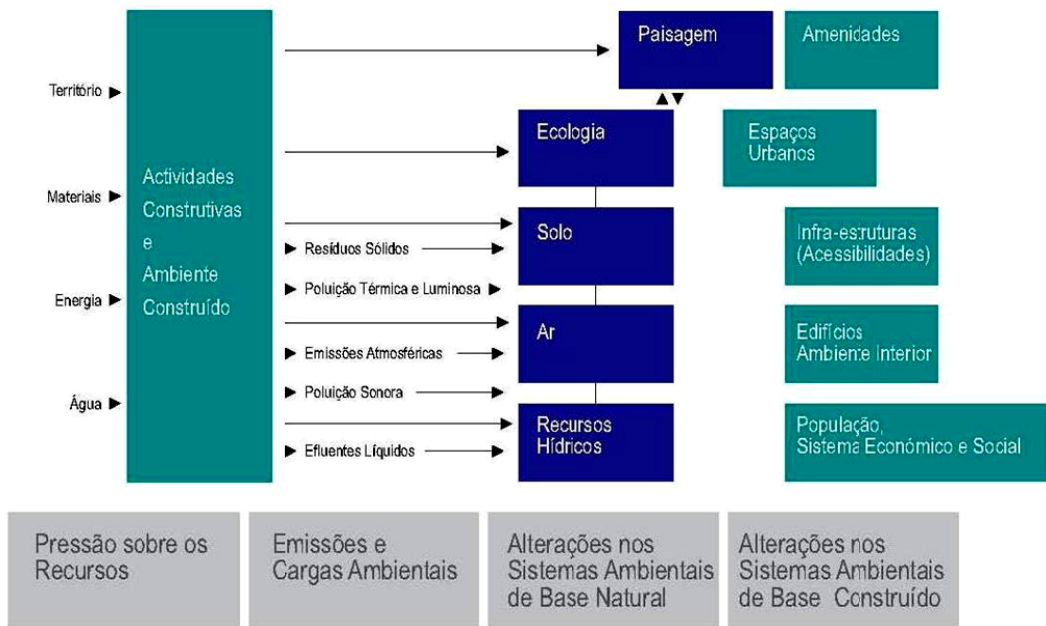 Território
Materiais
Energia
Água
Actividades
Construtivas
e
Ambiente
Construído
Resíduos Sólidos
Poluição Térmica e Luminosa
Emissões Atmosféricas
Poluição Sonora
Efluentes Líquidos
Paisagem
Ecologia
Solo
Ar
Recursos
Hídricos
Amenidades
Espaços
Urbanos
Infra-estruturas
(Acessibilidades)
Edifícios
Ambiente Interior
População,
Sistema Económico e Social
Pressão sobre os
Recursos
Emissões e
Cargas Ambientais
Alterações nos
Sistemas Ambientais
de Base Natural
Alterações nos
Sistemas Ambientais
de Base Construído